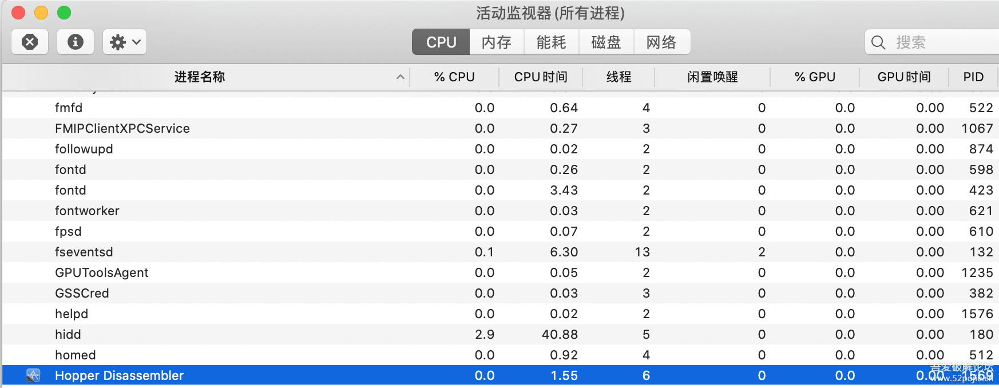 活动监视器 (所有进程)
CPU 内存 能耗 磁盘 网络 搜索
进程名称 % CPU CPU 时间 线程 闲置唤醒 % GPU GPU 时间 PID
fmfd 0.0 0.64 4 0 0.0 0.00 522
FMIPClientXPCService 0.0 0.27 3 0 0.0 0.00 1067
followupd 0.0 0.02 2 0 0.0 0.00 874
fontd 0.0 0.26 2 0 0.0 0.00 598
fontd 0.0 3.43 2 0 0.0 0.00 423
fontworker 0.0 0.03 2 0 0.0 0.00 621
fpsd 0.0 0.07 2 0 0.0 0.00 610
fseventsd 0.1 6.30 13 2 0.0 0.00 132
GPUToolsAgent 0.0 0.05 2 0 0.0 0.00 1235
GSSCred 0.0 0.03 3 0 0.0 0.00 382
helpd 0.0 0.02 2 0 0.0 0.00 1576
hidd 2.9 40.88 5 0 0.0 0.00 180
homed 0.0 0.92 4 0 0.0 0.00 512
Hopper Disassembler 0.0 1.55 6 0 0.0 0.00 1569
吾爱破解论坛
www.52pojie.cn